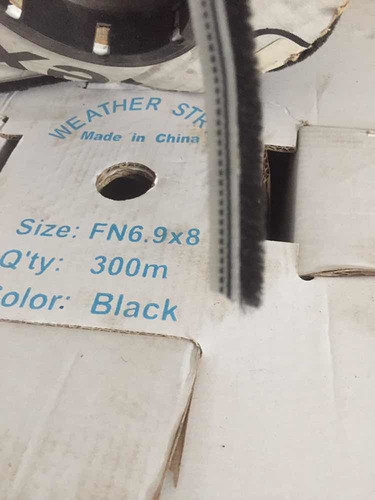 WEATHER STR
Made in China
Size: FN6.9x8
Q'ty: 300m
olor: Black